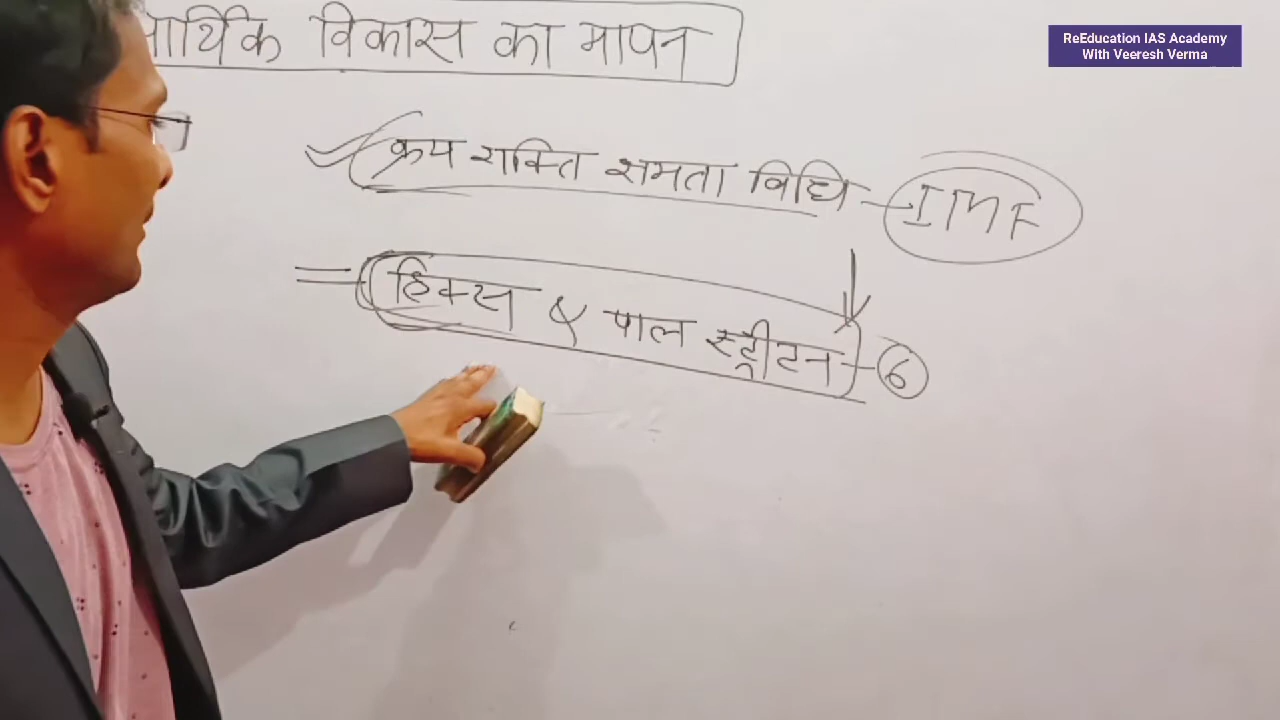 ReEducation IAS Academy
With Veeresh Verma
आर्थिक विकास का मापन
क्रय शक्ति समता विधि - IMF
हिक्स & पाल स्ट्रीटन - 6